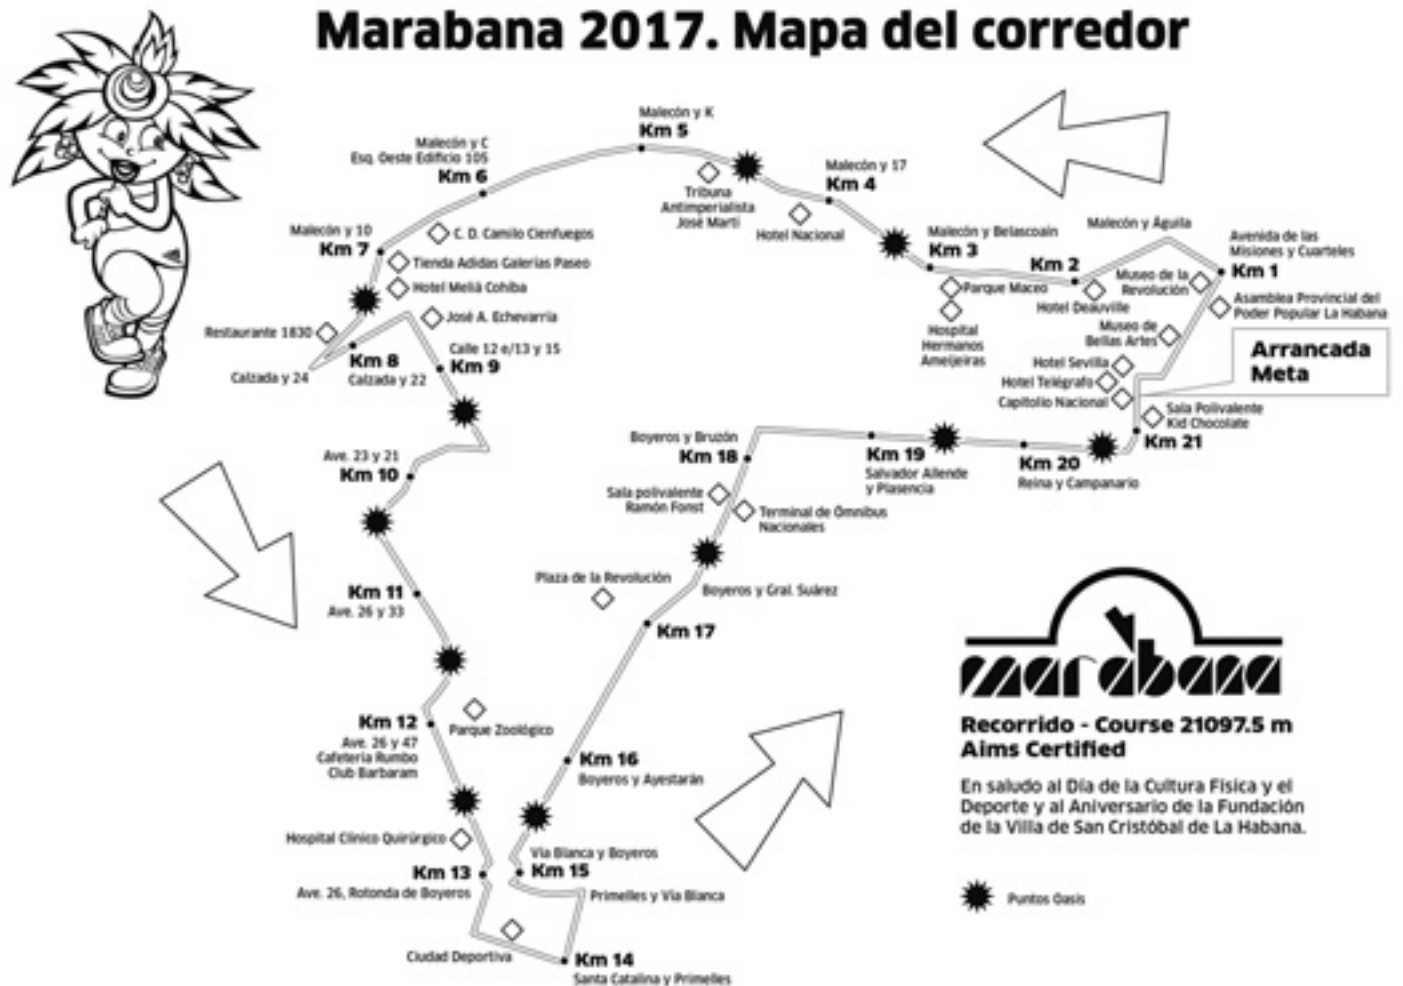 Marabana 2017. Mapa del corredor
Malecón y K
Km 5
Malecón y C
Esq. Oeste Edificio 105
Km 6
Malecón y 17
Km 4
Tribuna
Antimperialista
José Martí
Hotel Nacional
Malecón y 10
Km 7
C. D. Camilo Cienfuegos
Tienda Adidas Galerías Paseo
Hotel Meliá Cohiba
Malecón y Belascoaín
Km 3
Km 2
Malecón y Águila
Avenida de las
Misiones y Cuarteles
Km 1
Parque Maceo
Hotel Deauville
Museo de la
Revolución
Asamblea Provincial del
Poder Popular La Habana
Hospital
Hermanos
Ameijeiras
Museo de
Bellas Artes
Restaurante 1830
José A. Echevarría
Calzada y 24
Km 8
Calzada y 22
Calle 12 e/13 y 15
Km 9
Hotel Sevilla
Hotel Telégrafo
Capitolio Nacional
Arrancada
Meta
Sala Polivalente
Kid Chocolate
Km 21
Ave. 23 y 21
Km 10
Boyeros y Bruzón
Km 18
Km 19
Salvador Allende
y Plasencia
Km 20
Reina y Campanario
Sala polivalente
Ramón Fonst
Terminal de Ómnibus
Nacionales
Km 11
Ave. 26 y 33
Plaza de la Revolución
Boyeros y Gral. Suárez
Km 17
Km 12
Ave. 26 y 47
Cafetería Rumbo
Club Barbaram
Parque Zoológico
Km 16
Boyeros y Ayestarán
Hospital Clínico Quirúrgico
Km 13
Ave. 26, Rotonda de Boyeros
Vía Blanca y Boyeros
Km 15
Primelles y Vía Blanca
Ciudad Deportiva
Km 14
Santa Catalina y Primelles
marabana
Recorrido - Course 21097.5 m
Aims Certified
En saludo al Día de la Cultura Física y el
Deporte y al Aniversario de la Fundación
de la Villa de San Cristóbal de La Habana.
Puntos Oasis